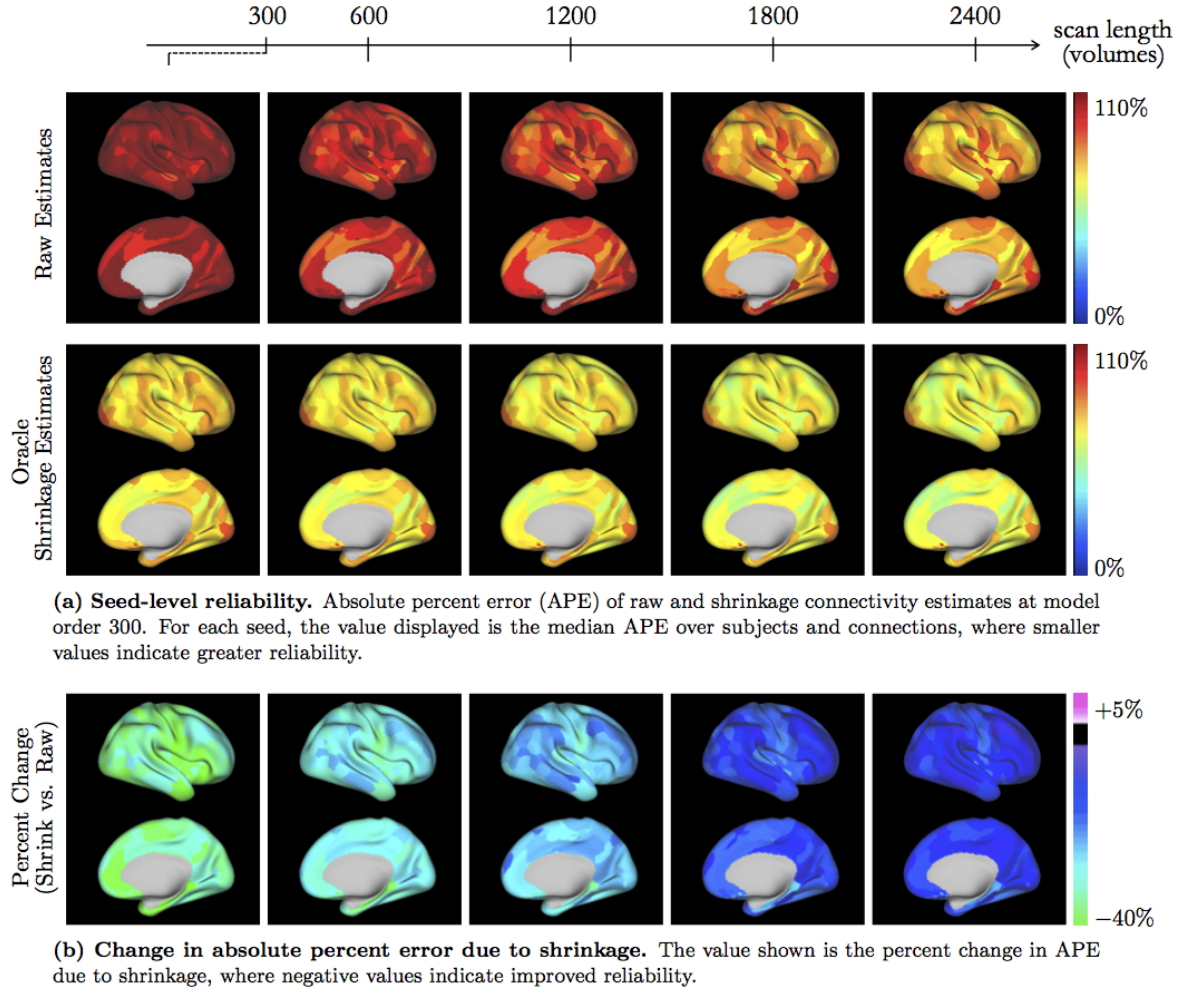 300 600 1200 1800 2400
scan length
(volumes)
Raw Estimates
110%
0%
Oracle
Shrinkage Estimates
110%
0%
(a) Seed-level reliability. Absolute percent error (APE) of raw and shrinkage connectivity estimates at model
order 300. For each seed, the value displayed is the median APE over subjects and connections, where smaller
values indicate greater reliability.
Percent Change
(Shrink vs. Raw)
+5%
−40%
(b) Change in absolute percent error due to shrinkage. The value shown is the percent change in APE
due to shrinkage, where negative values indicate improved reliability.